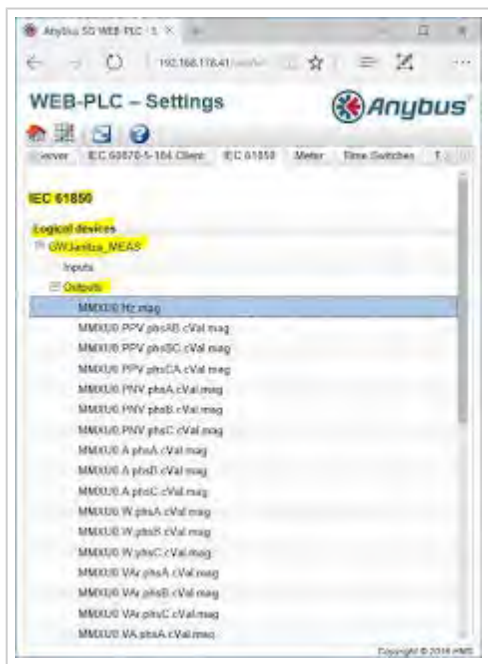 Anybus SG WEB-PLC - S
192.168.178.41
WEB-PLC – Settings
Anybus
Server IEC 60870-5-104 Client IEC 61850 Meter Time Switches T
IEC 61850
Logical devices
GWJanitza_MEAS
Inputs
Outputs
MMXU0 Hz.mag
MMXU0 PPV.phsAB.cVal.mag
MMXU0 PPV.phsBC.cVal.mag
MMXU0 PPV.phsCA.cVal.mag
MMXU0 PNV.phsA.cVal.mag
MMXU0 PNV.phsB.cVal.mag
MMXU0 PNV.phsC.cVal.mag
MMXU0 A.phsA.cVal.mag
MMXU0 A.phsB.cVal.mag
MMXU0 A.phsC.cVal.mag
MMXU0 W.phsA.cVal.mag
MMXU0 W.phsB.cVal.mag
MMXU0 W.phsC.cVal.mag
MMXU0 VAr.phsA.cVal.mag
MMXU0 VAr.phsB.cVal.mag
MMXU0 VAr.phsC.cVal.mag
MMXU0 VA.phsA.cVal.mag
Copyright © 2016 HMS